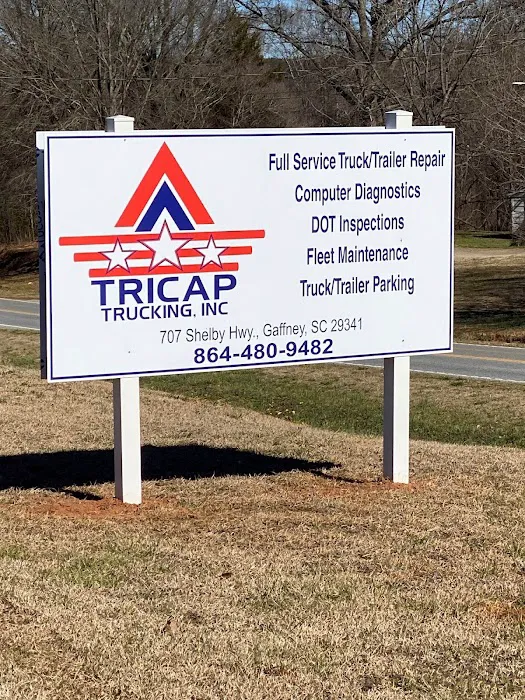 Full Service Truck/Trailer Repair
Computer Diagnostics
DOT Inspections
Fleet Maintenance
Truck/Trailer Parking
TRICAP
TRUCKING, INC
707 Shelby Hwy., Gaffney, SC 29341
864-480-9482